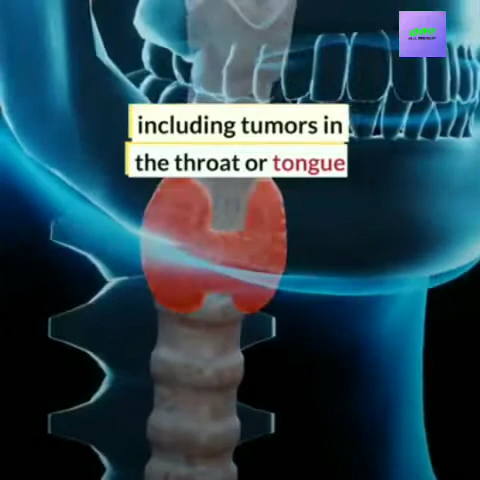 including tumors in
the throat or tongue